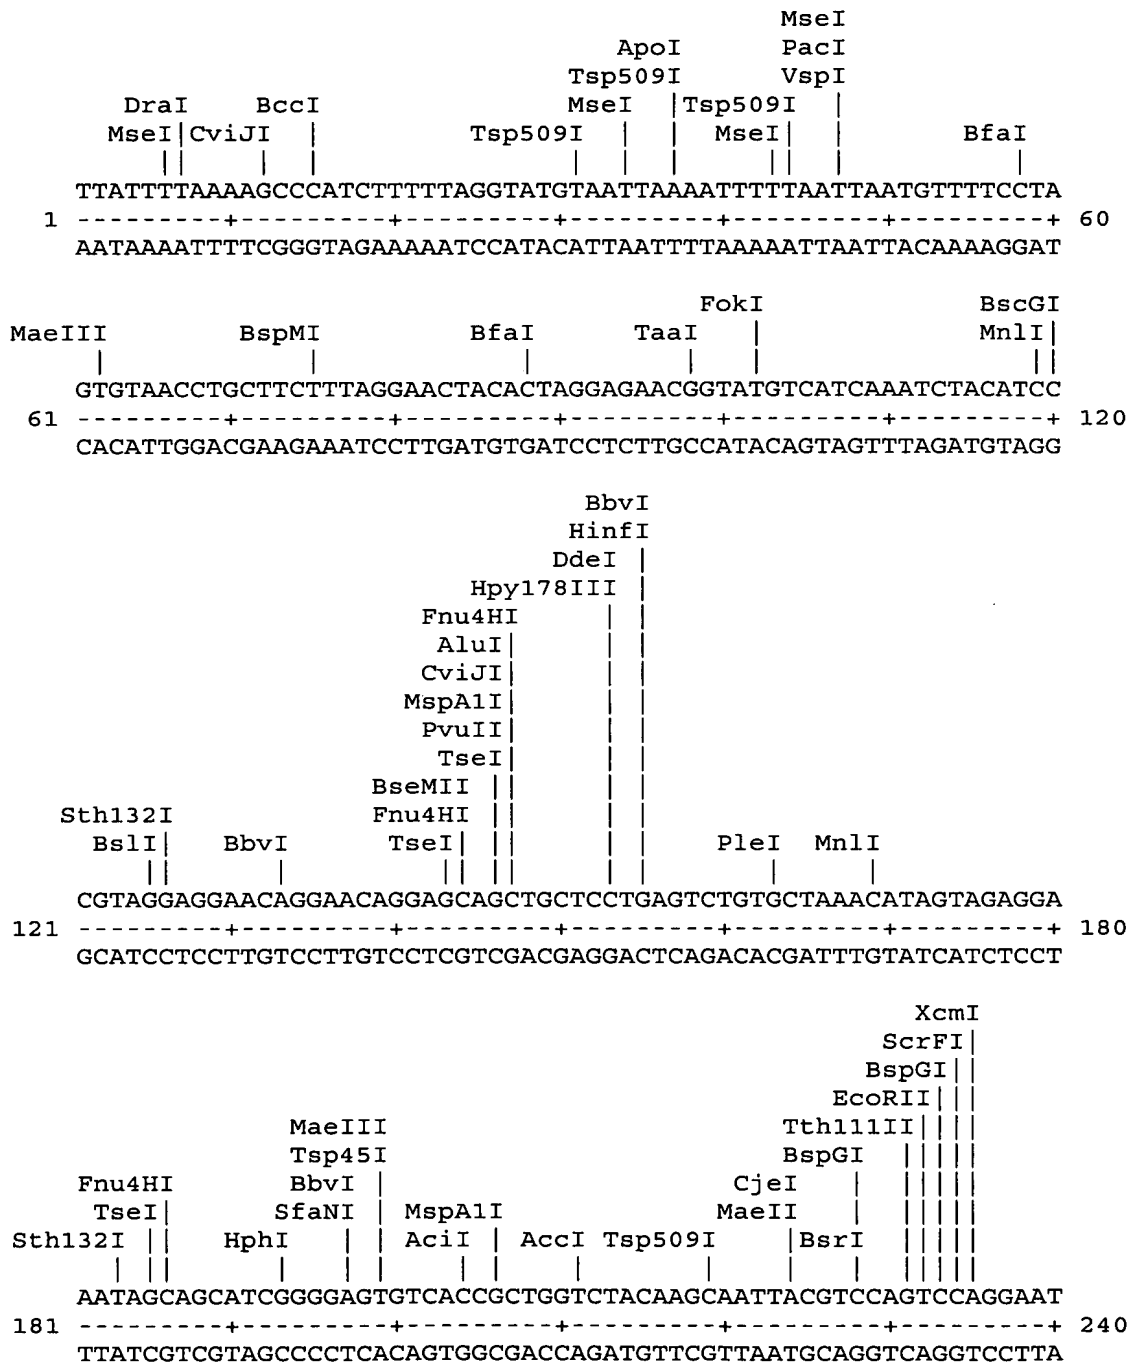 MseI
ApoI PacI
Tsp509I VspI
DraI BccI MseI Tsp509I
MseI CviJI Tsp509I MseI BfaI
TTATTTTAAAAGCCCATCTTTTTAGGTATGTAATTAAAATTTTTAATTAATGTTTTCCTA
1 ---------+---------+---------+---------+---------+---------+ 60
AATAAAATTTTCGGGTAGAAAAATCCATACATTAATTTTAAAAATTAATTACAAAAGGAT
FokI BscGI
MaeIII BspMI BfaI TaaI MnlI
GTGTAACCTGCTTCTTTAGGAACTACACTAGGAGAACGGTATGTCATCAAATCTACATCC
61 ---------+---------+---------+---------+---------+---------+ 120
CACATTGGACGAAGAAATCCTTGATGTGATCCTCTTGCCATACAGTAGTTTAGATGTAGG
BbvI
HinfI
DdeI
Hpy178III
Fnu4HI
AluI
CviJI
MspA1I
PvuII
TseI
BseMII
Sth132I Fnu4HI
BslI BbvI TseI PleI MnlI
CGTAGGAGGAACAGGAACAGGAGCAGCTGCTCCTGAGTCTGTGCTAAACATAGTAGAGGA
121 ---------+---------+---------+---------+---------+---------+ 180
GCATCCTCCTTGTCCTTGTCCTCGTCGACGAGGACTCAGACACGATTTGTATCATCTCCT
XcmI
ScrFI
BspGI
EcoRII
MaeIII Tth111II
Tsp45I BspGI
Fnu4HI BbvI CjeI
TseI SfaNI MspA1I MaeII
Sth132I HphI AciI AccI Tsp509I BsrI
AATAGCAGCATCGGGGAGTGTCACCGCTGGTCTACAAGCAATTACGTCCAGTCCAGGAAT
181 ---------+---------+---------+---------+---------+---------+ 240
TTATCGTCGTAGCCCCTCACAGTGGCGACCAGATGTTCGTTAATGCAGGTCAGGTCCTTA